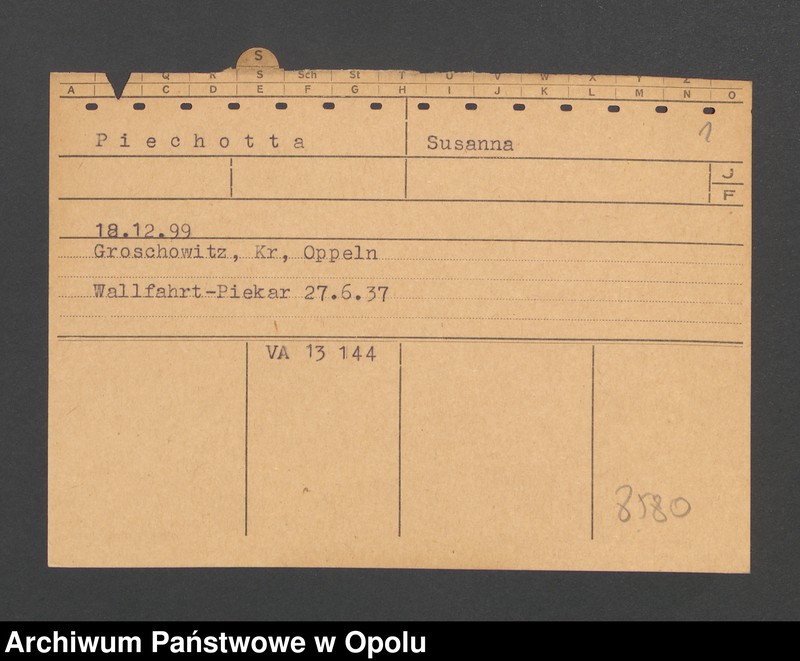 S
Q R S Sch St T U V W X Y Z
A C D E F G H I J K L M N O
Piechotta Susanna 1
J
F
18.12.99
Groschowitz, Kr, Oppeln
Wallfahrt-Piekar 27.6.37
VA 13 144
8580
Archiwum Państwowe w Opolu